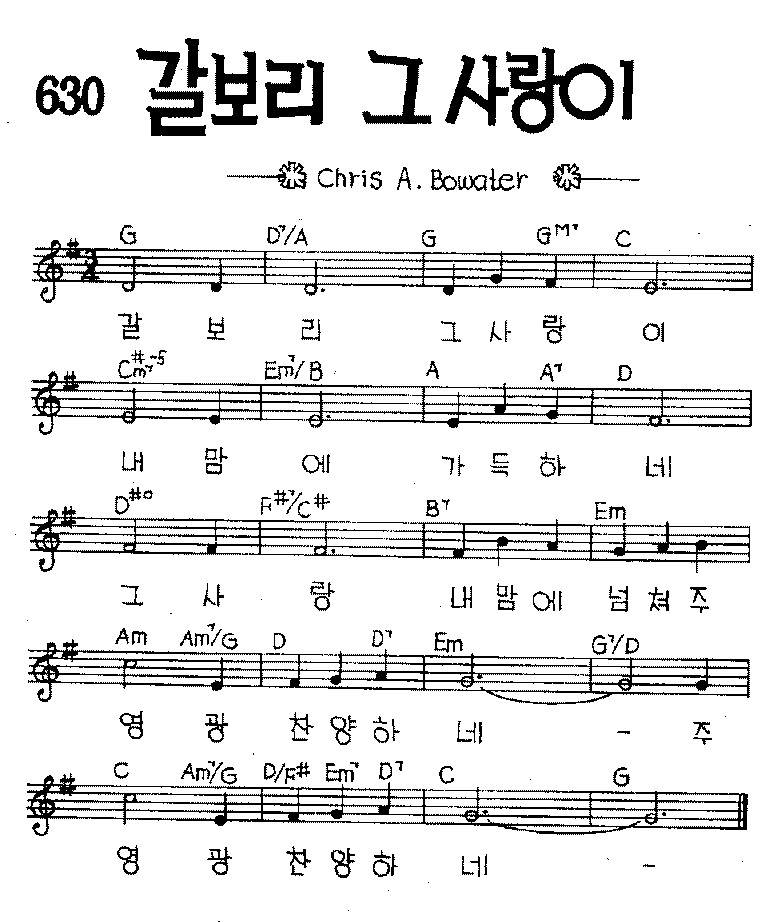 630 갈보리 그 사랑이
Chris A. Bowater
G D7/A G GM7 C
갈 보 리 그 사 랑 이
C#m7-5 Em7/B A A7 D
내 맘 에 가 득 하 네
D#o F#7/C# B7 Em
그 사 랑 내 맘 에 넘 쳐 주
Am Am7/G D D7 Em G7/D
영 광 찬 양 하 네 - 주
C Am7/G D/F# Em7 D7 C G
영 광 찬 양 하 네 -